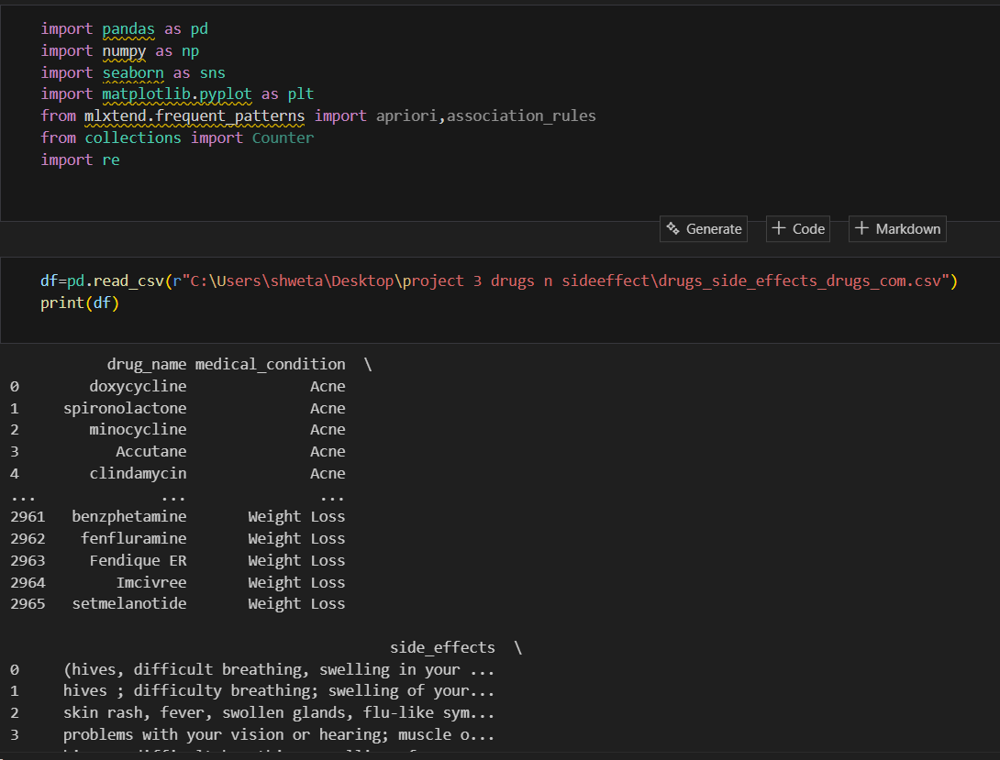 import pandas as pd
import numpy as np
import seaborn as sns
import matplotlib.pyplot as plt
from mlxtend.frequent_patterns import apriori,association_rules
from collections import Counter
import re
Generate + Code + Markdown
df=pd.read_csv(r"C:\Users\shweta\Desktop\project 3 drugs n sideeffect\drugs_side_effects_drugs_com.csv")
print(df)
drug_name medical_condition \
0 doxycycline Acne
1 spironolactone Acne
2 minocycline Acne
3 Accutane Acne
4 clindamycin Acne
... ... ...
2961 benzphetamine Weight Loss
2962 fenfluramine Weight Loss
2963 Fendique ER Weight Loss
2964 Imcivree Weight Loss
2965 setmelanotide Weight Loss
side_effects \
0 (hives, difficult breathing, swelling in your ...
1 hives ; difficulty breathing; swelling of your...
2 skin rash, fever, swollen glands, flu-like sym...
3 problems with your vision or hearing; muscle o...